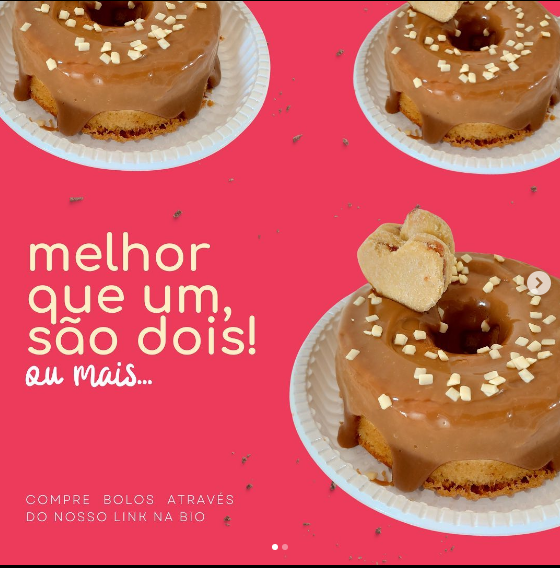 melhor
que um,
são dois!
ou mais...
COMPRE BOLOS ATRAVÉS
DO NOSSO LINK NA BIO